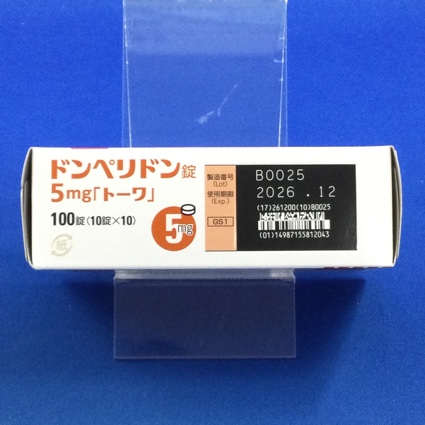 ドンペリドン錠
5mg「トーワ」
100錠(10錠×10)
5mg
紙
製造番号
(Lot)
B0025
使用期限
(Exp.)
2026.12
GS1
(17)261200(10)B0025
(01)14987155812043